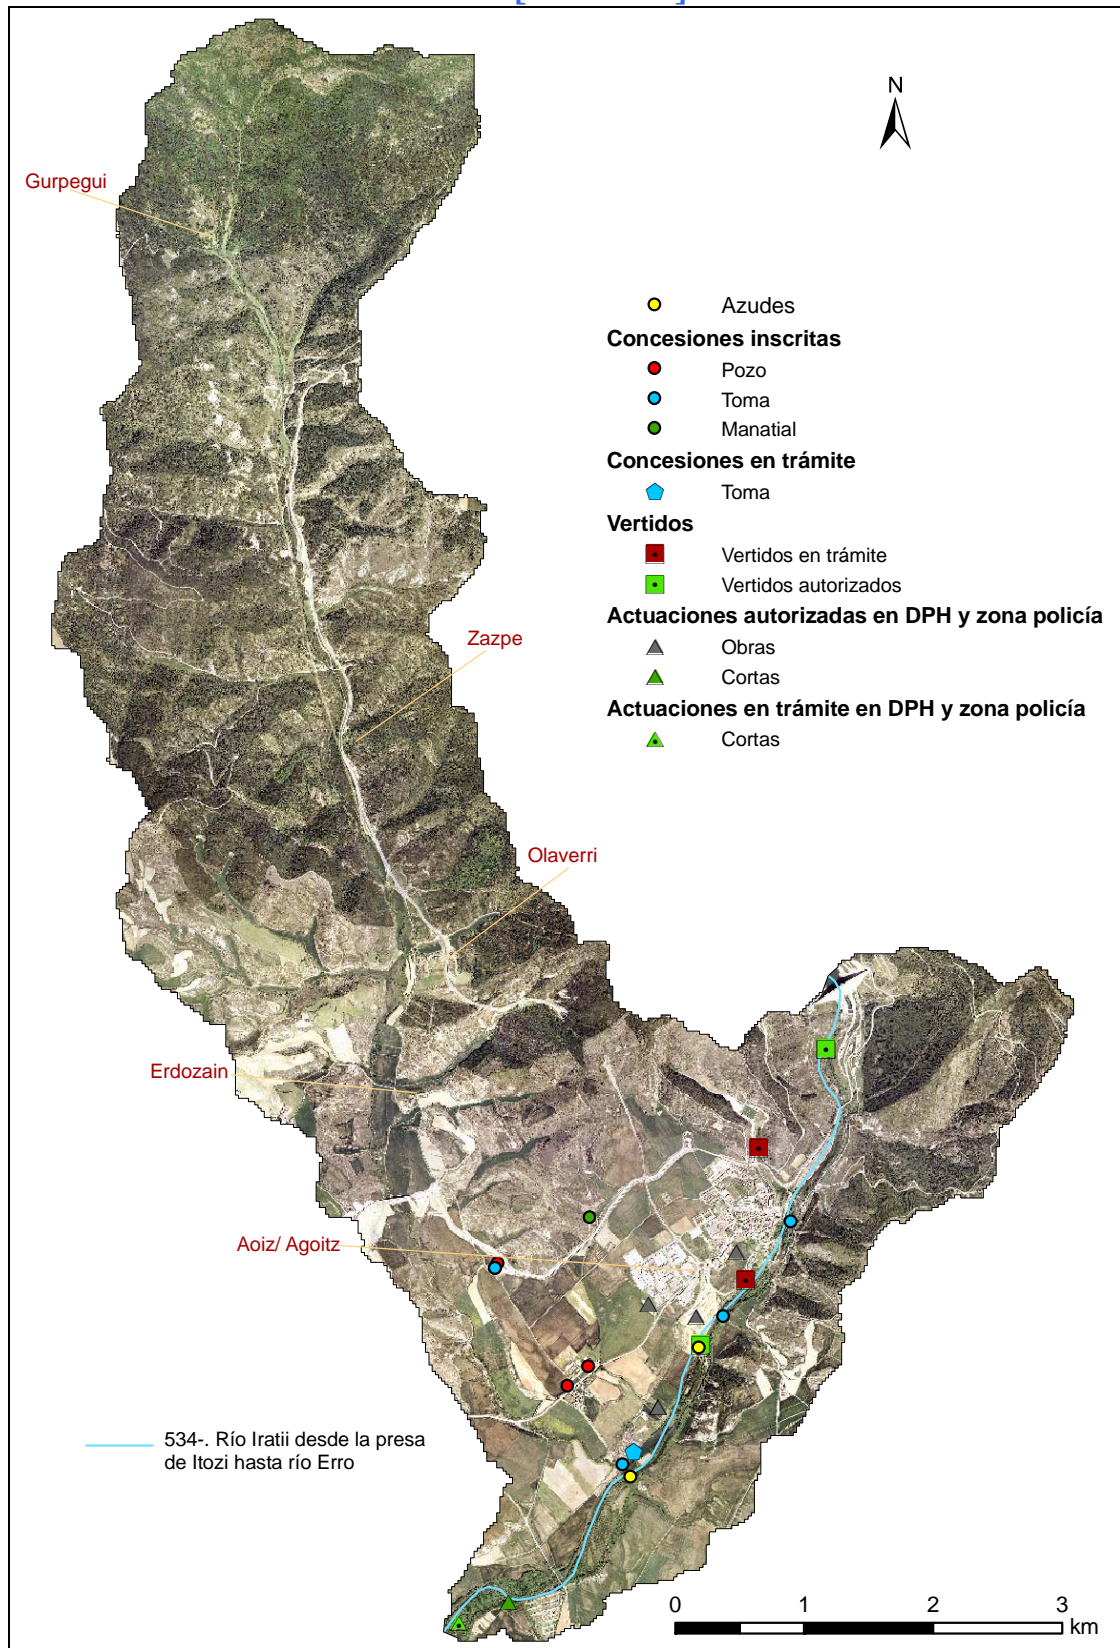 N
Gurpegui
Azudes
Concesiones inscritas
Pozo
Toma
Manatial
Concesiones en trámite
Toma
Vertidos
Vertidos en trámite
Vertidos autorizados
Actuaciones autorizadas en DPH y zona policía
Obras
Cortas
Actuaciones en trámite en DPH y zona policía
Cortas
Zazpe
Olaverri
Erdozain
Aoiz/ Agoitz
534-. Río Iratii desde la presa
de Itozi hasta río Erro
0 1 2 3
km